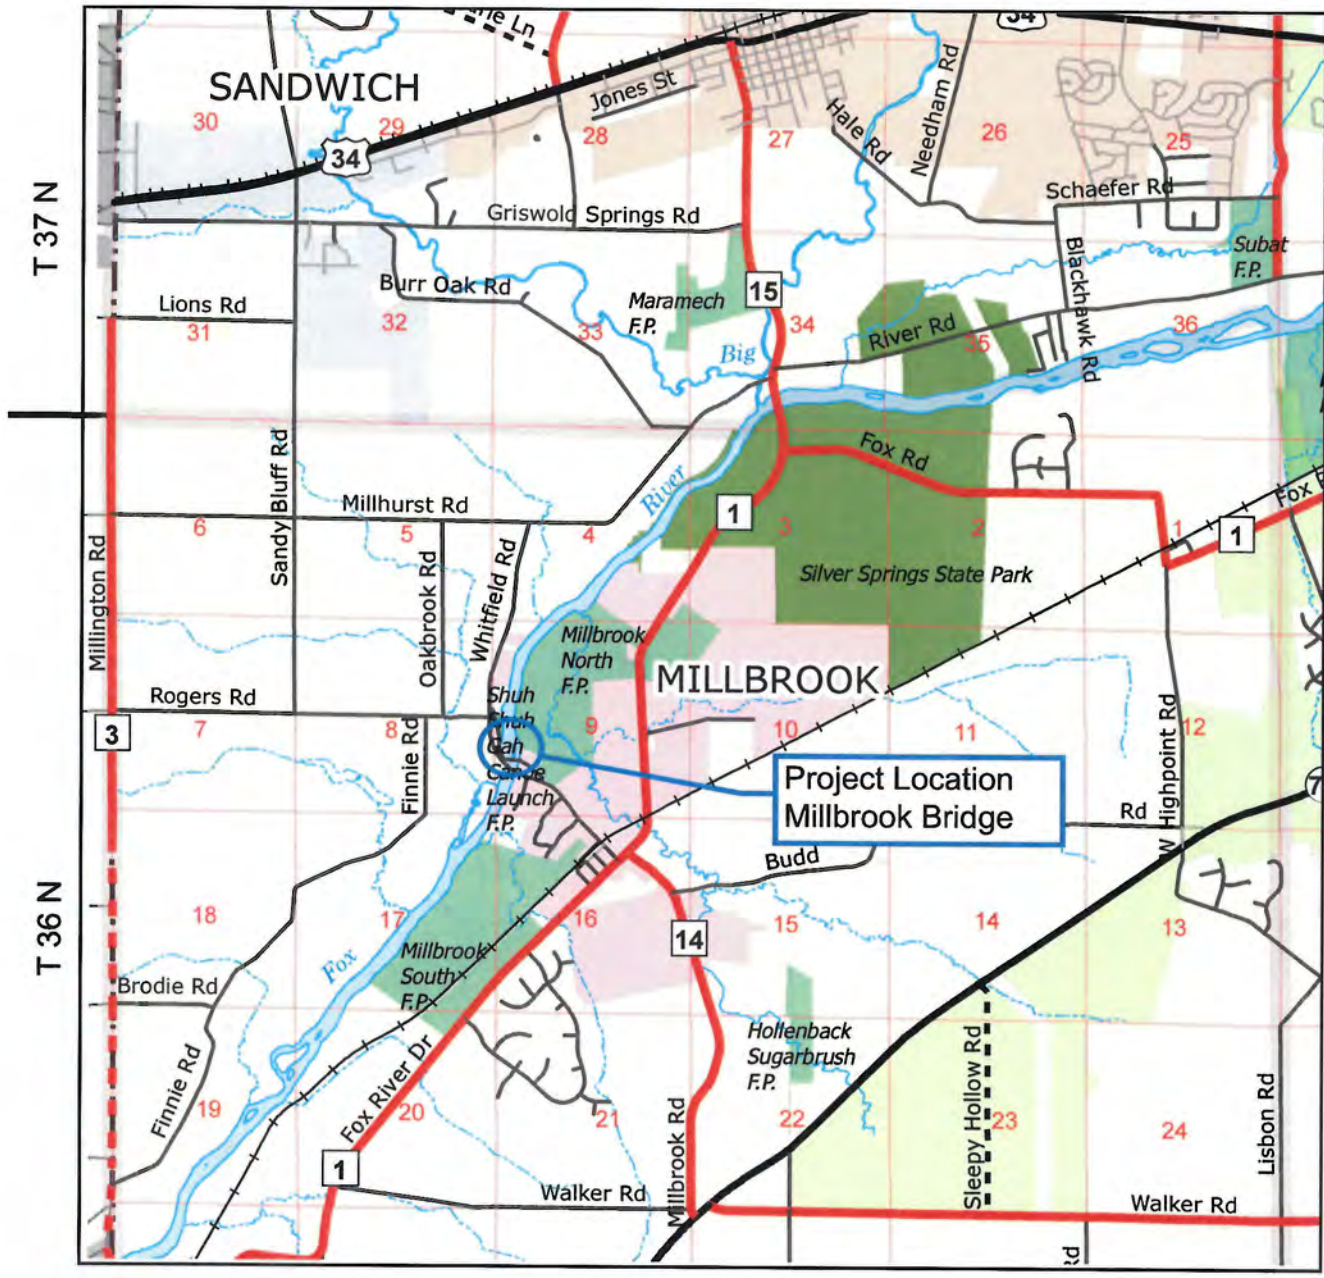 ne Ln
34
SANDWICH
Jones St
Hale Rd
Needham Rd
30
29
28
27
26
25
34
T 37 N
Schaefer Rd
Griswold Springs Rd
Subat
F.P.
Blackhawk Rd
Burr Oak Rd
Maramech
F.P.
15
Lions Rd
31
32
33
34
River Rd
35
36
Big
River
Fox Rd
Sandy Bluff Rd
Millhurst Rd
1
6
5
4
3
2
1
1
Fox R
Millington Rd
Oakbrook Rd
Whitfield Rd
Silver Springs State Park
Millbrook
North
F.P.
MILLBROOK
Rogers Rd
Shuh
Shuh
Gah
Canoe
Launch
F.P.
3
7
8
9
10
11
12
Finnie Rd
W Highpoint Rd
Project Location
Millbrook Bridge
7
Rd
Budd
T 36 N
18
17
16
15
14
13
14
Fox
Millbrook
South
F.P.
Brodie Rd
Hollenback
Sugarbrush
F.P.
Finnie Rd
Fox River Dr
Sleepy Hollow Rd
19
20
21
22
23
24
Millbrook Rd
Lisbon Rd
1
Walker Rd
Walker Rd
Rd